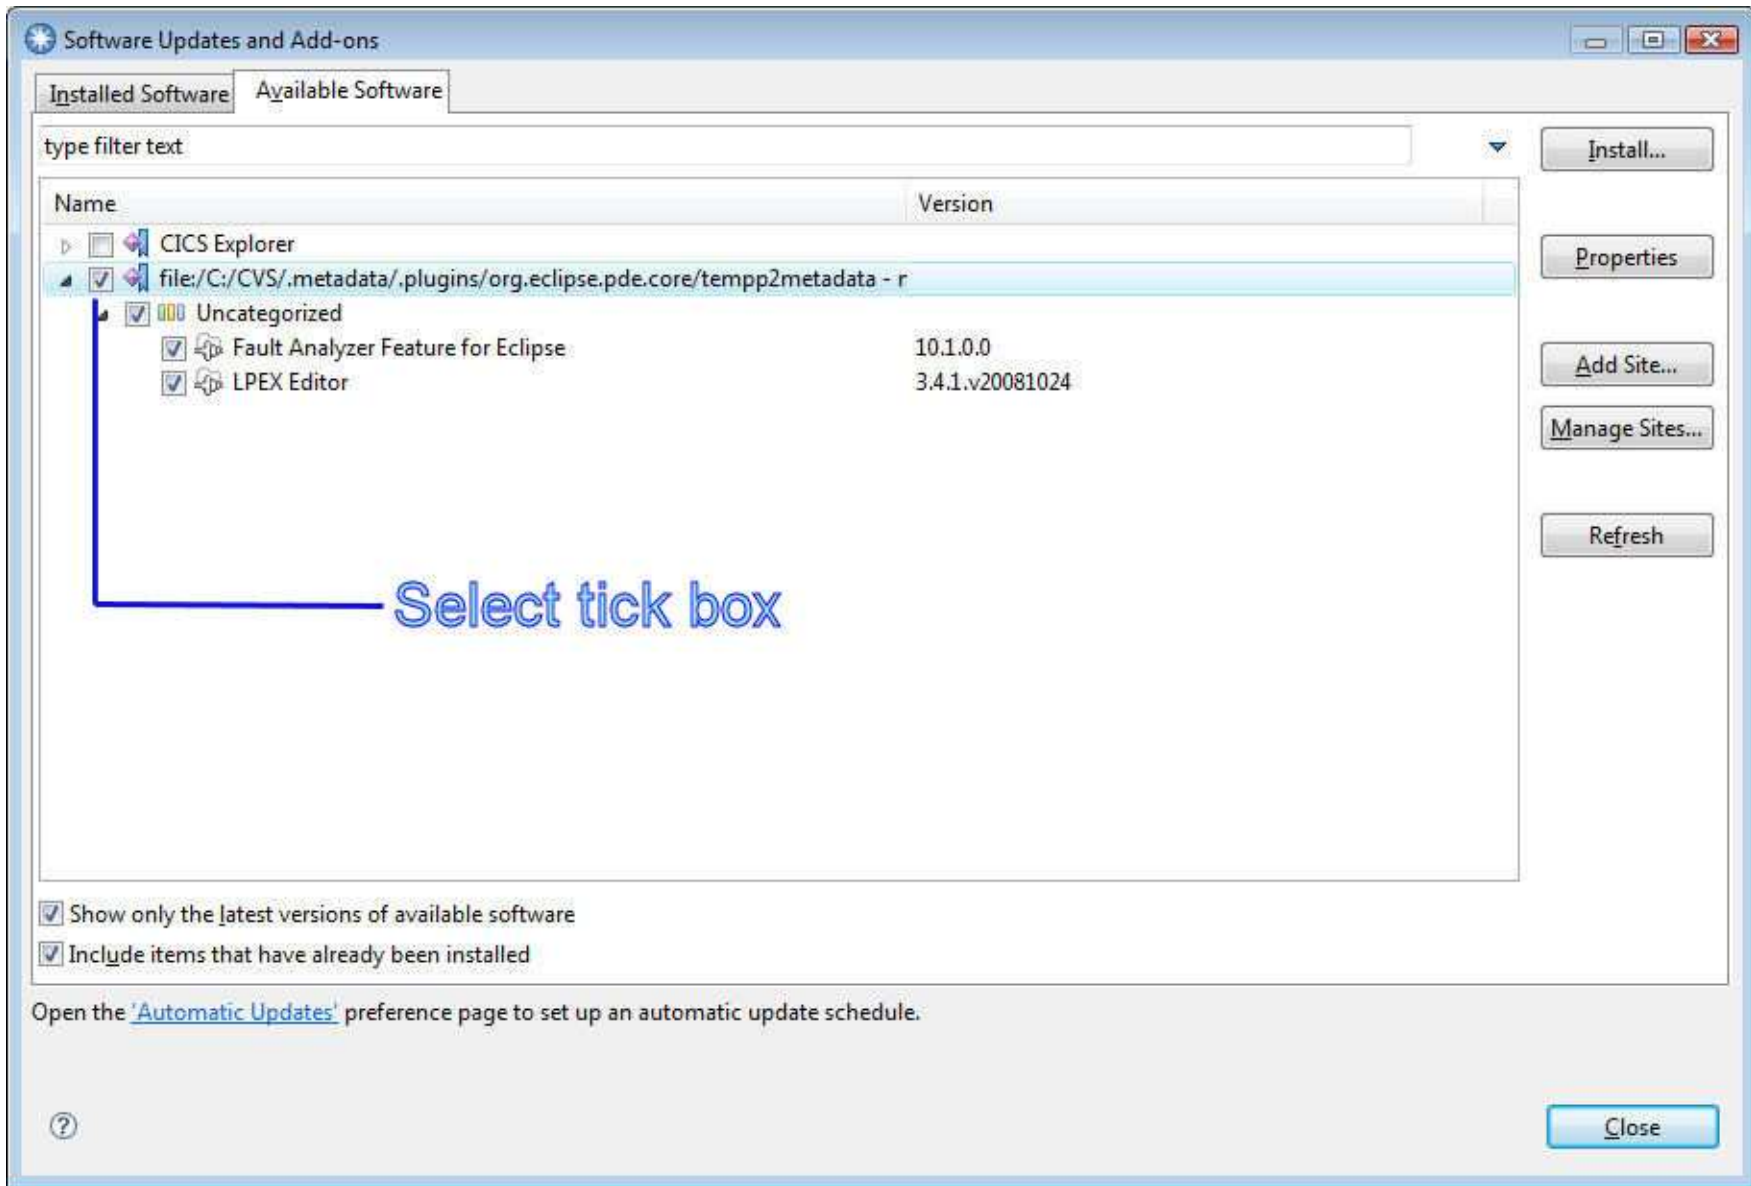 Software Updates and Add-ons
Installed Software Available Software
type filter text
Install...
Name Version
CICS Explorer
file:/C:/CVS/.metadata/.plugins/org.eclipse.pde.core/tempp2metadata - r
Properties
Uncategorized
Fault Analyzer Feature for Eclipse 10.1.0.0
LPEX Editor 3.4.1.v20081024
Add Site...
Manage Sites...
Refresh
Select tick box
Show only the latest versions of available software
Include items that have already been installed
Open the 'Automatic Updates' preference page to set up an automatic update schedule.
?
Close